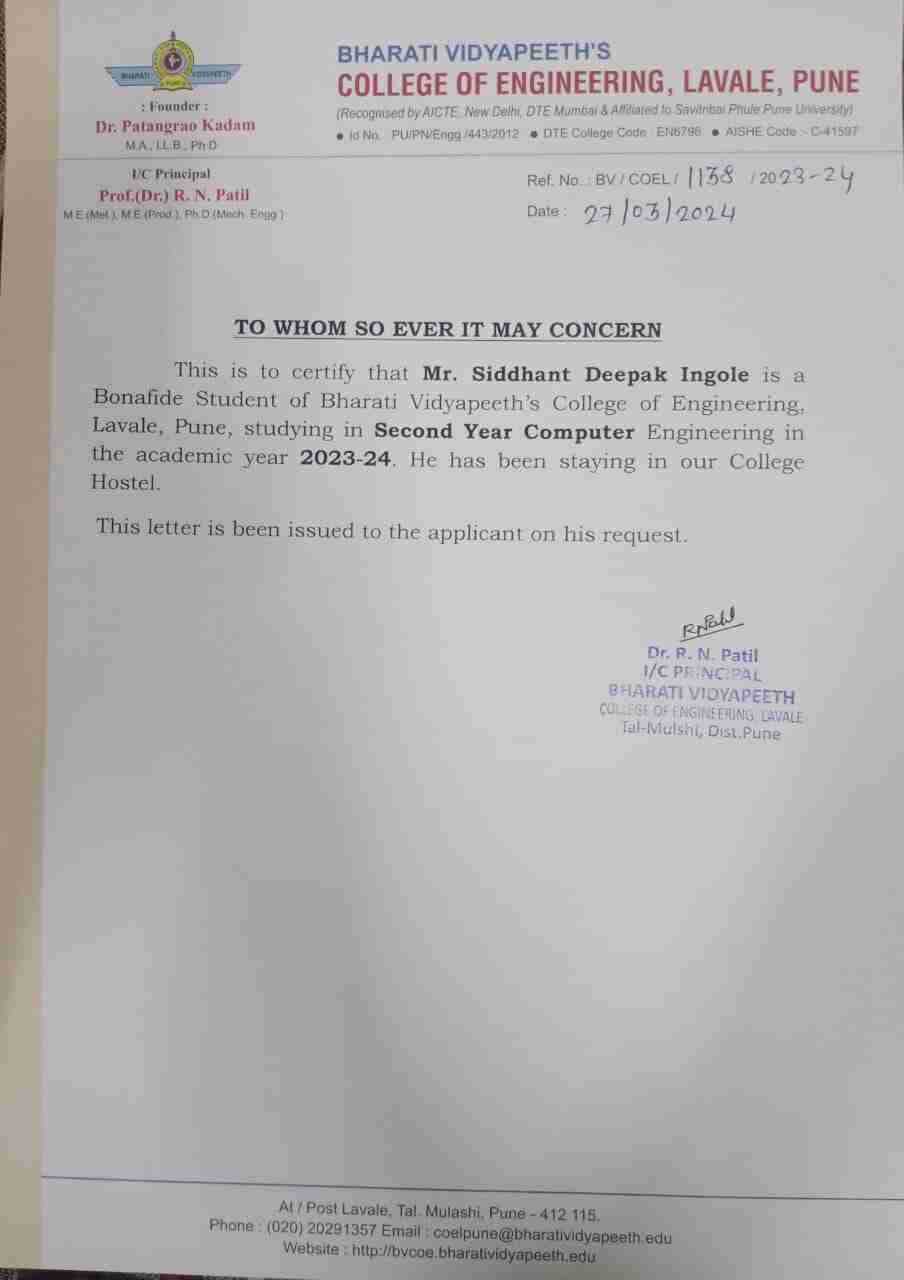 BHARATI VIDYAPEETH
PUNE
: Founder :
Dr. Patangrao Kadam
M.A., LL.B., Ph.D
I/C Principal
Prof.(Dr.) R. N. Patil
M.E.(Met.), M.E.(Prod.), Ph.D.(Mech. Engg.)
BHARATI VIDYAPEETH'S
COLLEGE OF ENGINEERING, LAVALE, PUNE
(Recognised by AICTE, New Delhi, DTE Mumbai & Affiliated to Savitribai Phule Pune University)
● Id No. PU/PN/Engg./443/2012 ● DTE College Code : EN6796 ● AISHE Code :- C-41597
Ref. No. : BV / COEL / 1138 / 2023-24
Date : 27/03/2024
TO WHOM SO EVER IT MAY CONCERN
This is to certify that Mr. Siddhant Deepak Ingole is a
Bonafide Student of Bharati Vidyapeeth's College of Engineering,
Lavale, Pune, studying in Second Year Computer Engineering in
the academic year 2023-24. He has been staying in our College
Hostel.
This letter is been issued to the applicant on his request.
RNPatil
Dr. R. N. Patil
I/C PRINCIPAL
BHARATI VIDYAPEETH
COLLEGE OF ENGINEERING, LAVALE
Tal-Mulshi, Dist.Pune
At / Post Lavale, Tal. Mulashi, Pune - 412 115.
Phone : (020) 20291357 Email : coelpune@bharatividyapeeth.edu
Website : http://bvcoe.bharatividyapeeth.edu